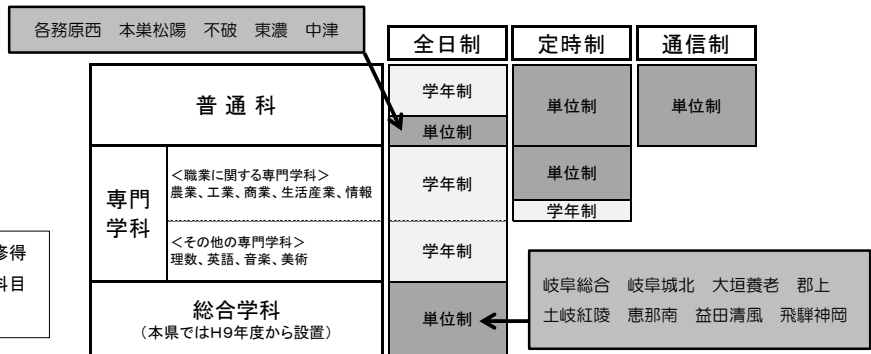 各務原西 本巣松陽 不破 東濃 中津
全日制 定時制 通信制
普通科
学年制
単位制
単位制
単位制
専門
学科
<職業に関する専門学科>
農業、工業、商業、生活産業、情報
学年制
単位制
学年制
<その他の専門学科>
理数、英語、音楽、美術
学年制
修得
科目
総合学科
(本県ではH9年度から設置)
単位制
岐阜総合 岐阜城北 大垣養老 郡上
土岐紅陵 恵那南 益田清風 飛騨神岡